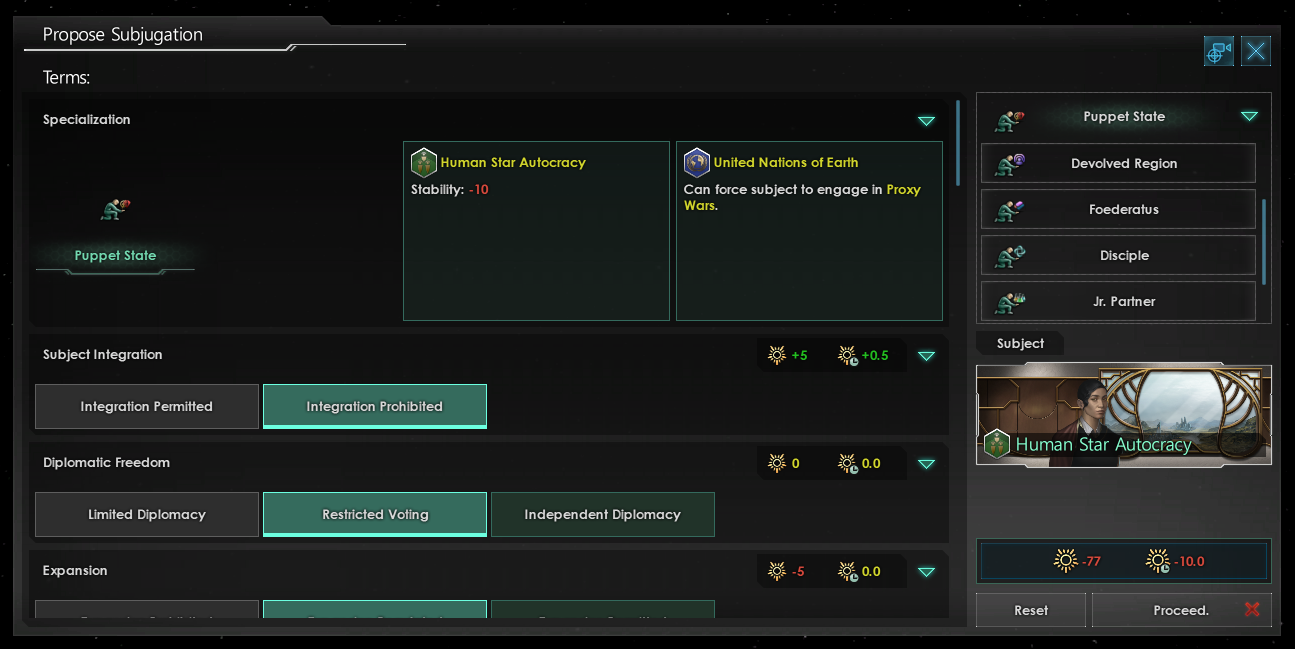 Propose Subjugation
Terms:
Specialization
Puppet State
Human Star Autocracy
Stability: -10
United Nations of Earth
Can force subject to engage in Proxy
Wars.
Subject Integration
+5 +0.5
Integration Permitted
Integration Prohibited
Diplomatic Freedom
0 0.0
Limited Diplomacy
Restricted Voting
Independent Diplomacy
Expansion
-5 0.0
Puppet State
Devolved Region
Foederatus
Disciple
Jr. Partner
Subject
Human Star Autocracy
-77 -10.0
Reset
Proceed.